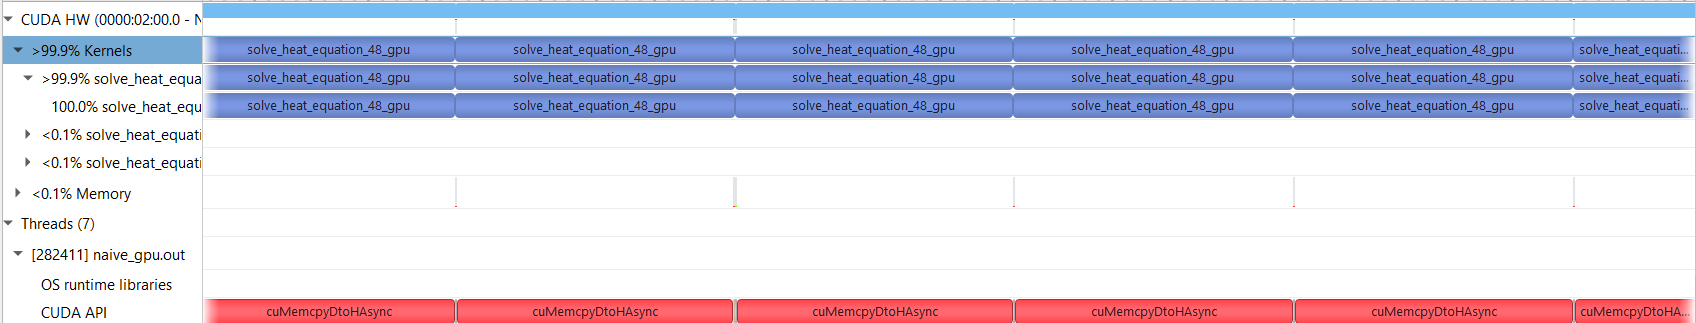 CUDA HW (0000:02:00.0 - N
>99.9% Kernels solve_heat_equation_48_gpu solve_heat_equation_48_gpu solve_heat_equation_48_gpu solve_heat_equation_48_gpu solve_heat_equation_48_gpu solve_heat_equati...
>99.9% solve_heat_equa solve_heat_equation_48_gpu solve_heat_equation_48_gpu solve_heat_equation_48_gpu solve_heat_equation_48_gpu solve_heat_equation_48_gpu solve_heat_equati...
100.0% solve_heat_equ solve_heat_equation_48_gpu solve_heat_equation_48_gpu solve_heat_equation_48_gpu solve_heat_equation_48_gpu solve_heat_equation_48_gpu solve_heat_equati...
<0.1% solve_heat_equati
<0.1% solve_heat_equati
<0.1% Memory
Threads (7)
[282411] naive_gpu.out
OS runtime libraries
CUDA API cuMemcpyDtoHAsync cuMemcpyDtoHAsync cuMemcpyDtoHAsync cuMemcpyDtoHAsync cuMemcpyDtoHAsync cuMemcpyDtoHA...